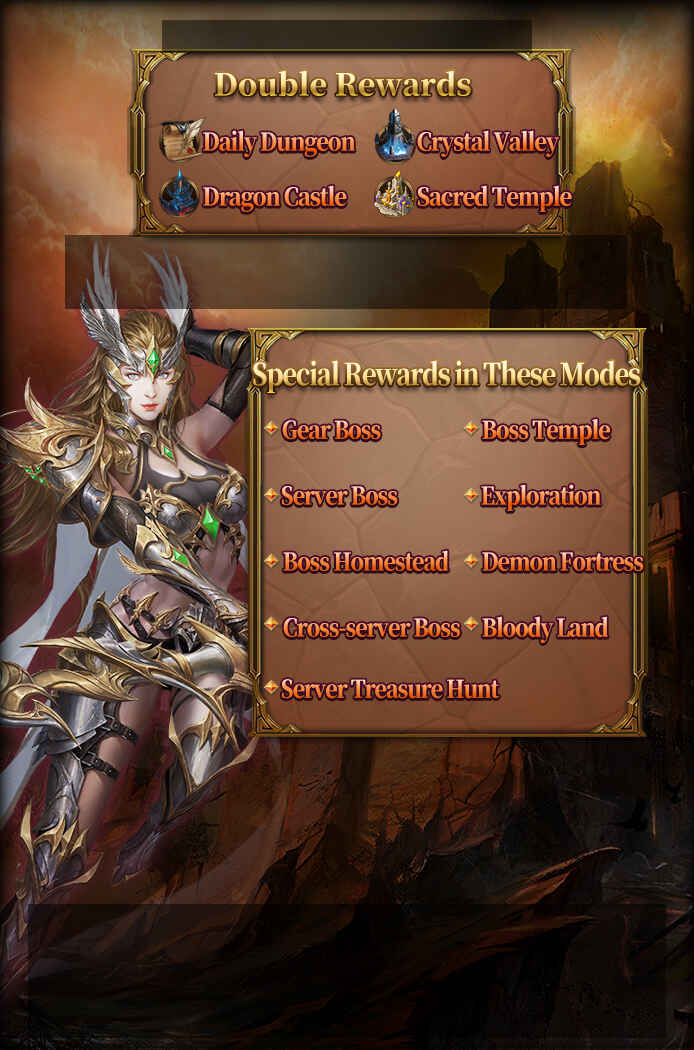 Double Rewards
Daily Dungeon Crystal Valley
Dragon Castle Sacred Temple
Special Rewards in These Modes
Gear Boss Boss Temple
Server Boss Exploration
Boss Homestead Demon Fortress
Cross-server Boss Bloody Land
Server Treasure Hunt